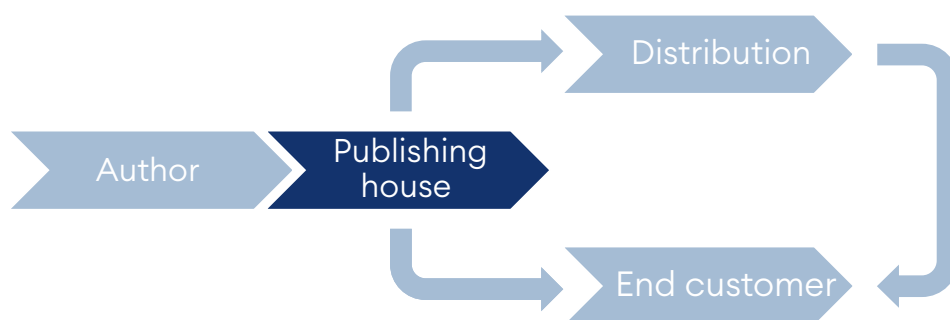 Distribution
Author
Publishing
house
End customer